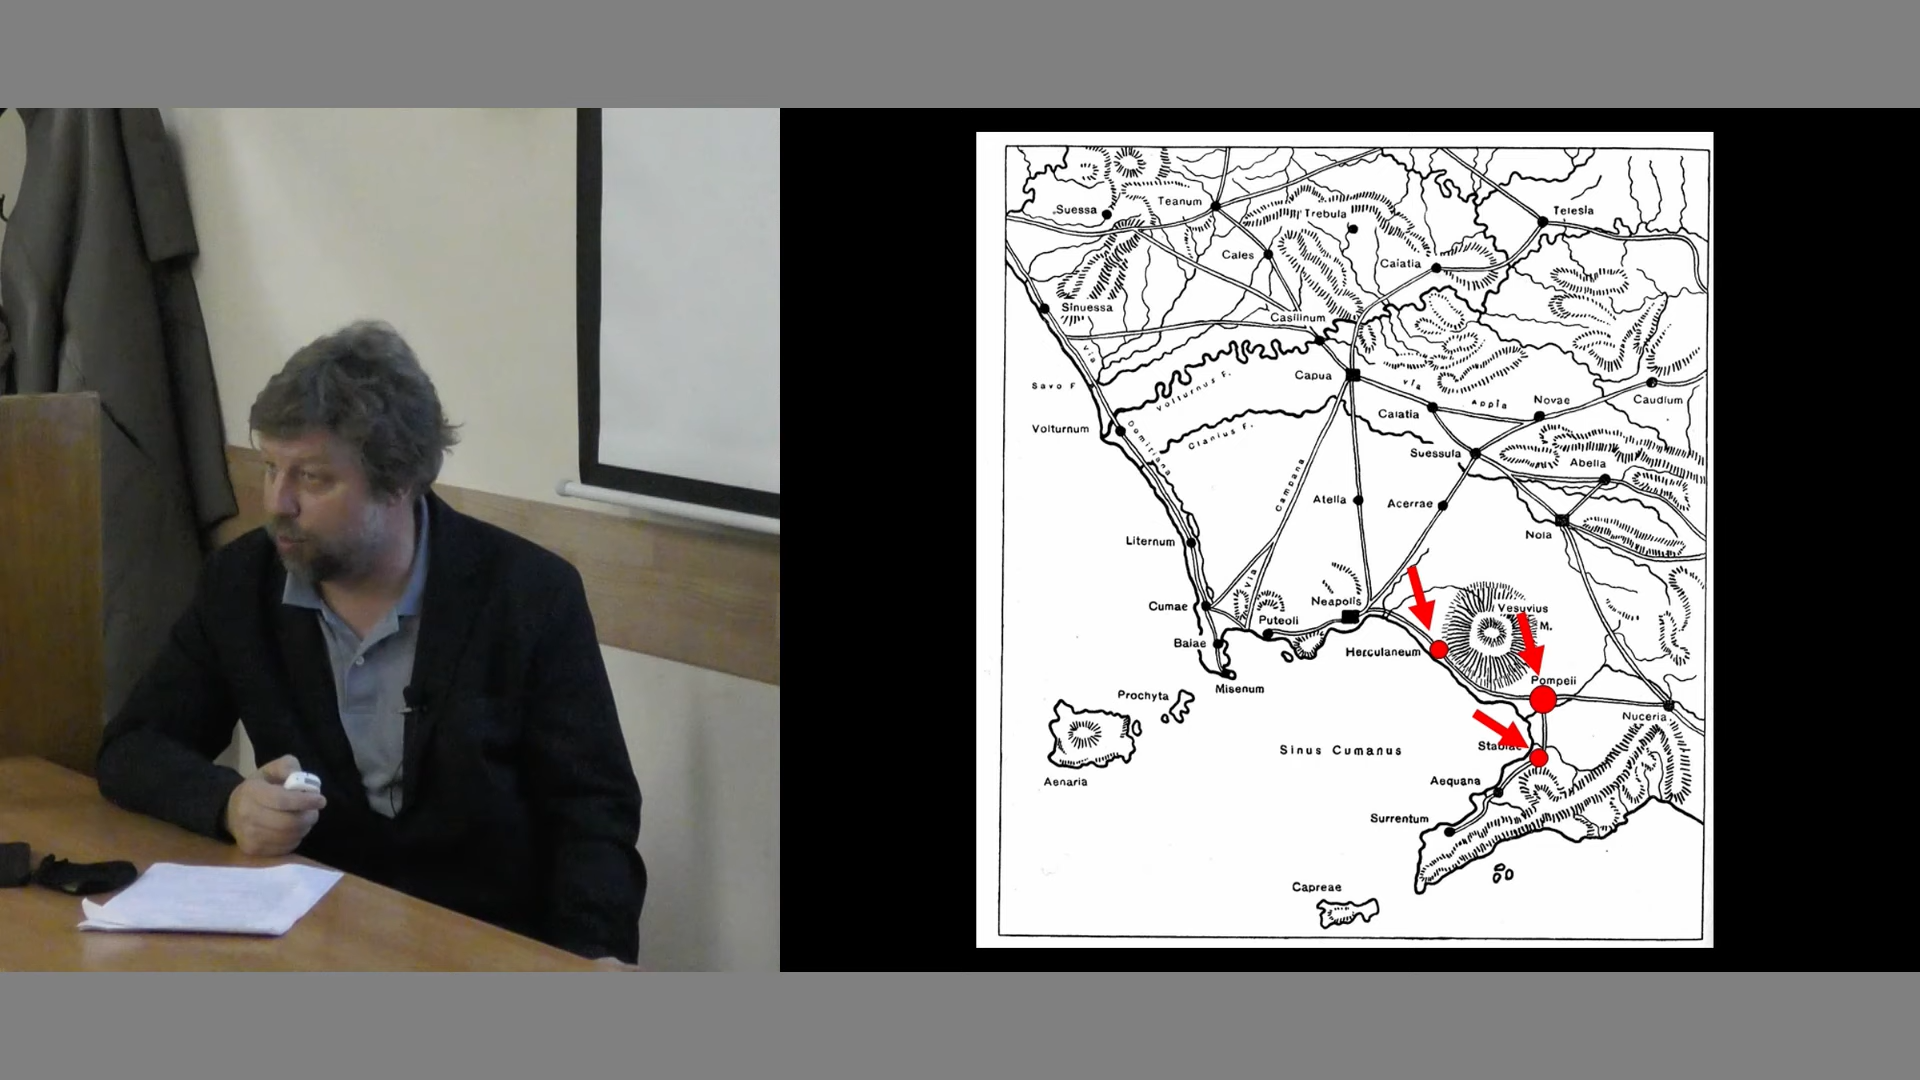 Suessa
Teanum
Trebula
Telesia
Cales
Caiatia
Sinuessa
Casilinum
Via
Savo F
Volturnus F.
Capua
Via
Appia
Novae
Caudium
Calatia
Volturnum
Domitiana
Clanius F.
Suessula
Abella
Campana
Atella
Acerrae
Nola
Liternum
Via
Cumae
Neapolis
Vesuvius
M.
Puteoli
Baiae
Herculaneum
Misenum
Pompeii
Prochyta
Nuceria
Sinus Cumanus
Stabiae
Aenaria
Aequana
Surrentum
Capreae